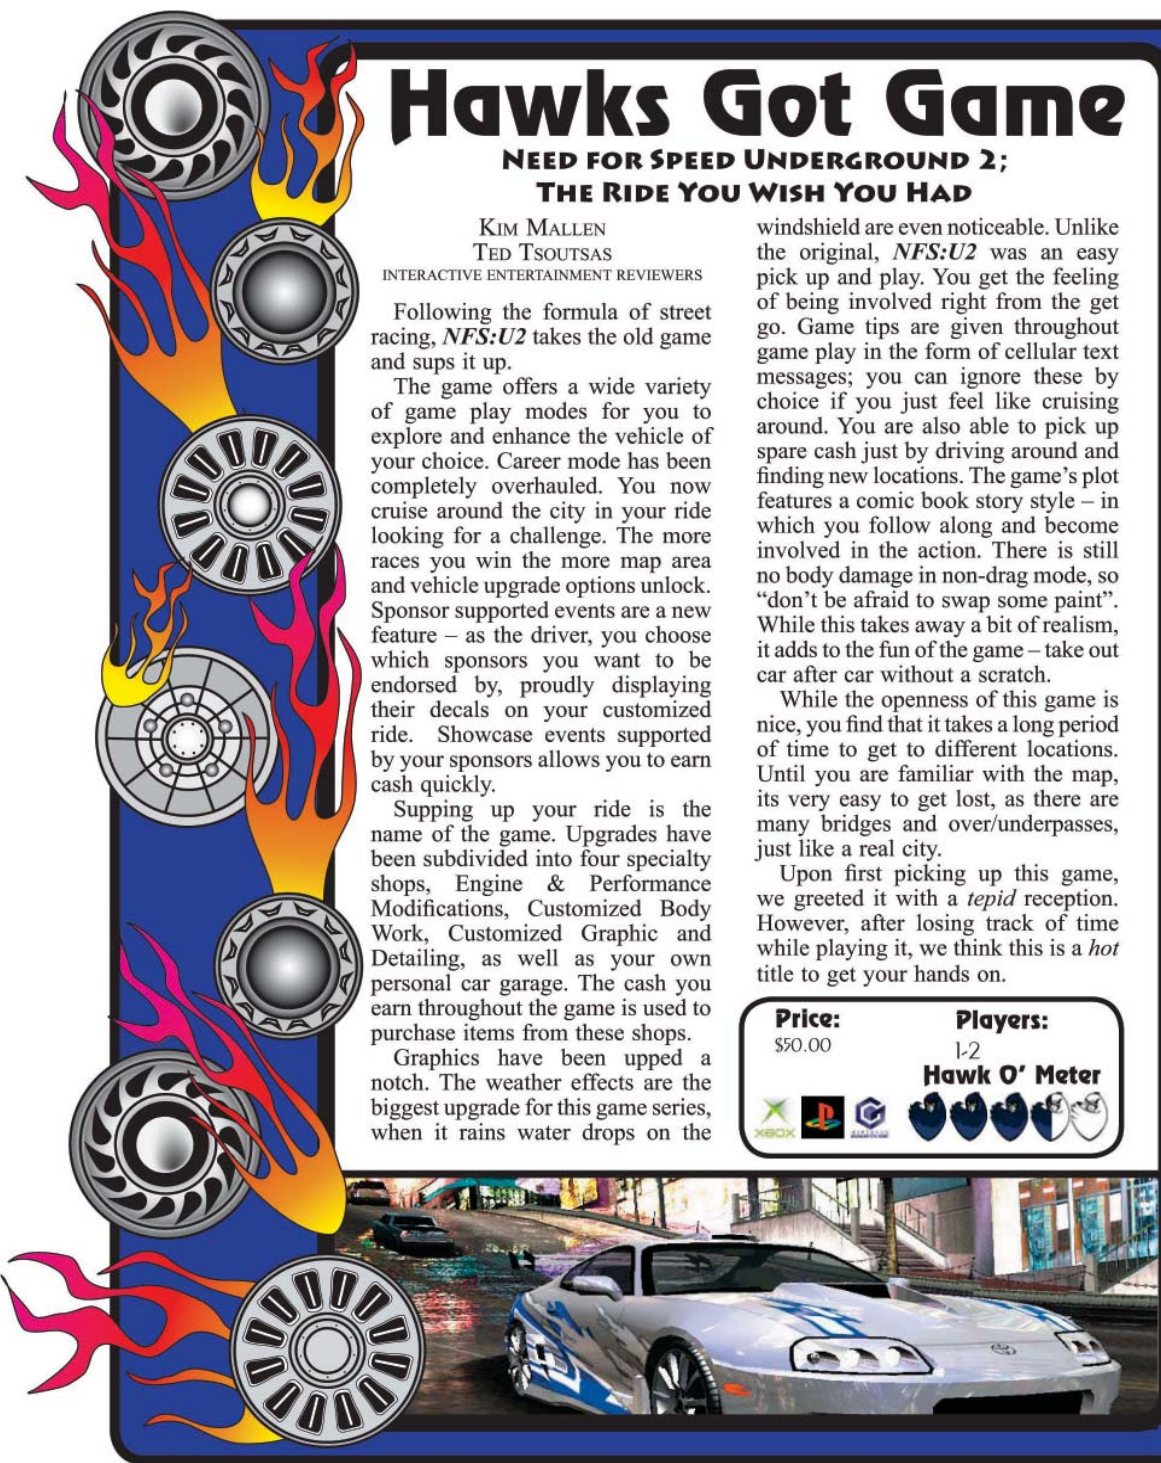 Hawks Got Game
NEED FOR SPEED UNDERGROUND 2;
THE RIDE YOU WISH YOU HAD
KIM MALLEN
TED TSOUTSAS
INTERACTIVE ENTERTAINMENT REVIEWERS
Following the formula of street
racing, NFS:U2 takes the old game
and sups it up.
The game offers a wide variety
of game play modes for you to
explore and enhance the vehicle of
your choice. Career mode has been
completely overhauled. You now
cruise around the city in your ride
looking for a challenge. The more
races you win the more map area
and vehicle upgrade options unlock.
Sponsor supported events are a new
feature – as the driver, you choose
which sponsors you want to be
endorsed by, proudly displaying
their decals on your customized
ride. Showcase events supported
by your sponsors allows you to earn
cash quickly.
Supping up your ride is the
name of the game. Upgrades have
been subdivided into four specialty
shops, Engine & Performance
Modifications, Customized Body
Work, Customized Graphic and
Detailing, as well as your own
personal car garage. The cash you
earn throughout the game is used to
purchase items from these shops.
Graphics have been upped a
notch. The weather effects are the
biggest upgrade for this game series,
when it rains water drops on the
windshield are even noticeable. Unlike
the original, NFS:U2 was an easy
pick up and play. You get the feeling
of being involved right from the get
go. Game tips are given throughout
game play in the form of cellular text
messages; you can ignore these by
choice if you just feel like cruising
around. You are also able to pick up
spare cash just by driving around and
finding new locations. The game's plot
features a comic book story style – in
which you follow along and become
involved in the action. There is still
no body damage in non-drag mode, so
“don't be afraid to swap some paint”.
While this takes away a bit of realism,
it adds to the fun of the game – take out
car after car without a scratch.
While the openness of this game is
nice, you find that it takes a long period
of time to get to different locations.
Until you are familiar with the map,
its very easy to get lost, as there are
many bridges and over/underpasses,
just like a real city.
Upon first picking up this game,
we greeted it with a tepid reception.
However, after losing track of time
while playing it, we think this is a hot
title to get your hands on.
Price:
$50.00
Players:
1-2
Hawk O' Meter
XBOX